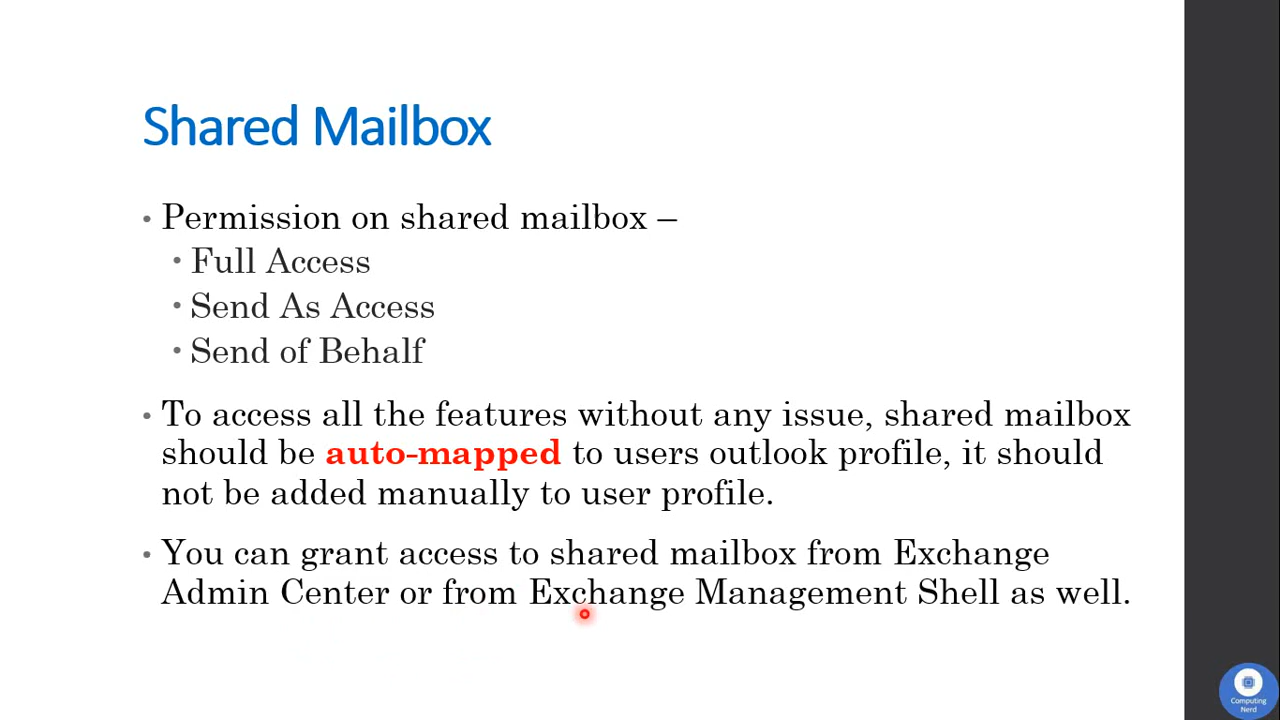 Shared Mailbox
• Permission on shared mailbox –
• Full Access
• Send As Access
• Send of Behalf
• To access all the features without any issue, shared mailbox
should be auto-mapped to users outlook profile, it should
not be added manually to user profile.
• You can grant access to shared mailbox from Exchange
Admin Center or from Exchange Management Shell as well.
Computing
Nerd